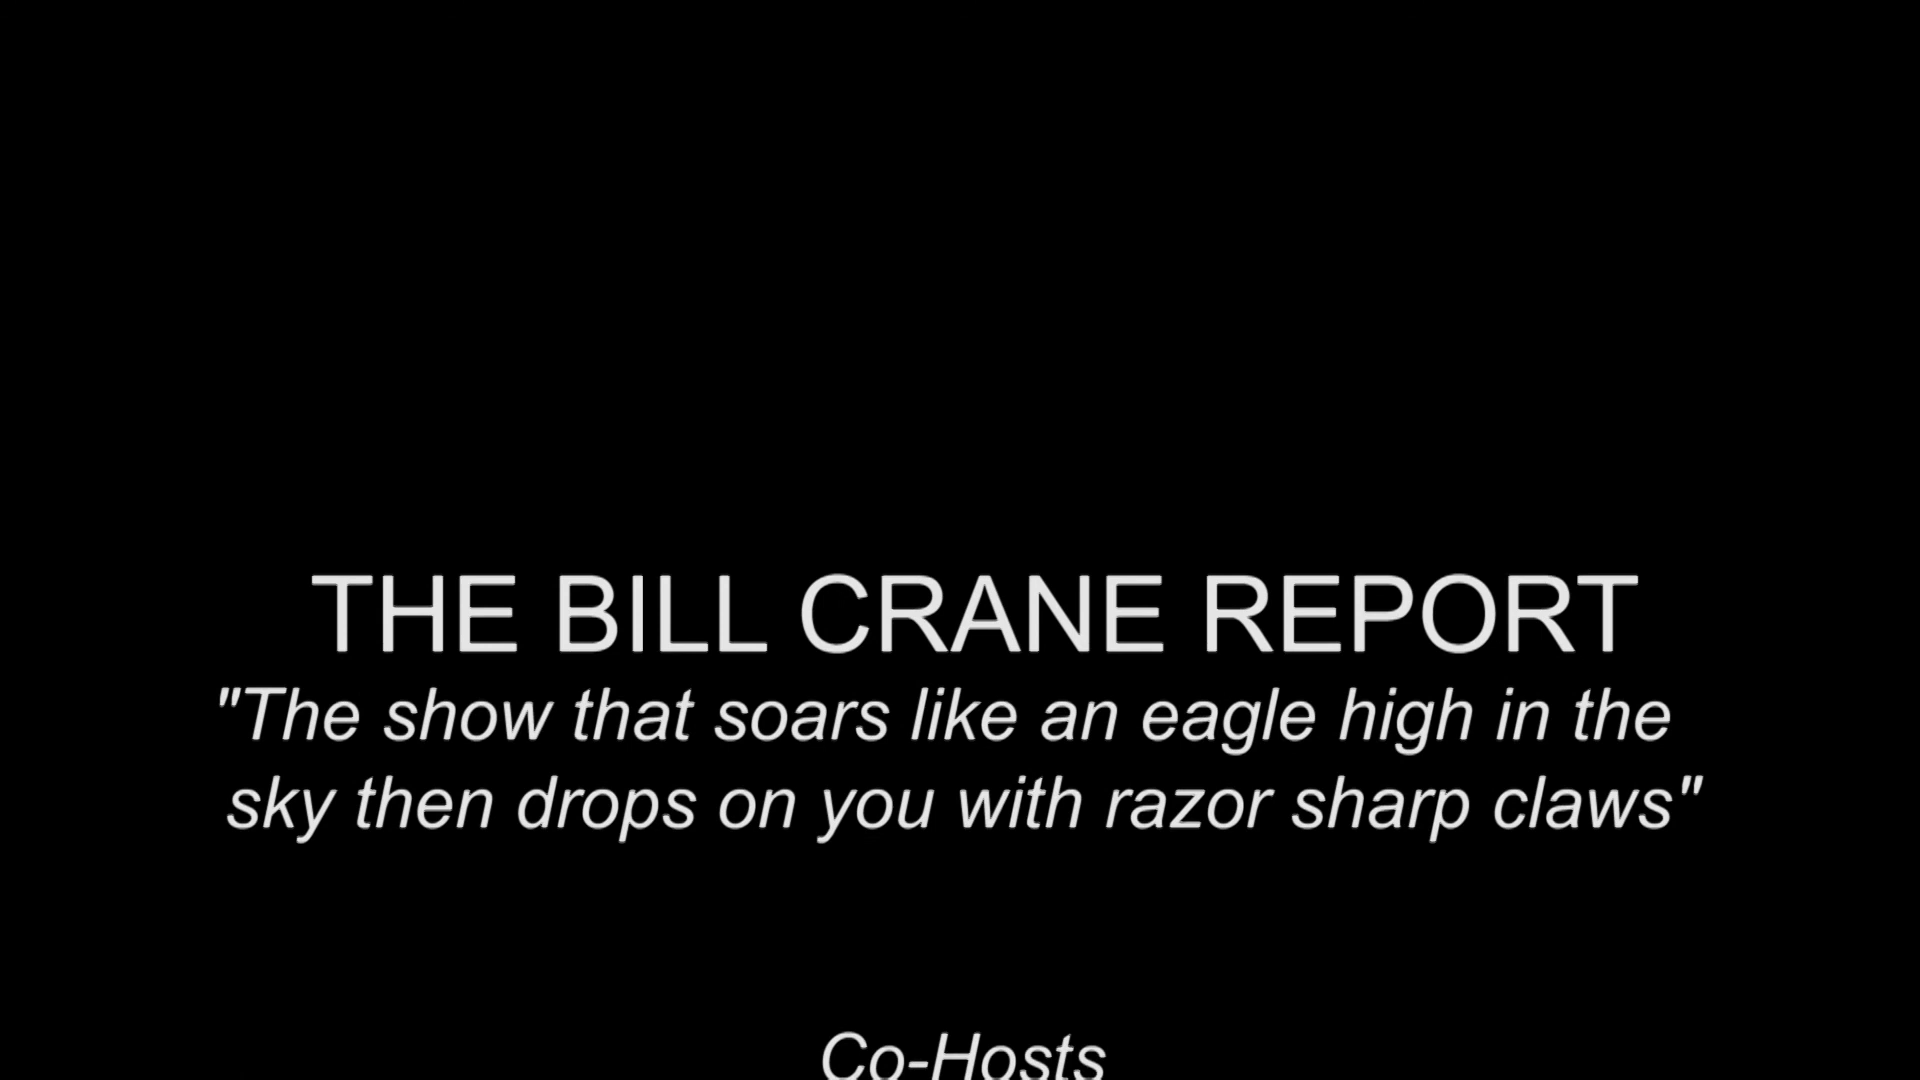 THE BILL CRANE REPORT
"The show that soars like an eagle high in the
sky then drops on you with razor sharp claws"
Co-Hosts